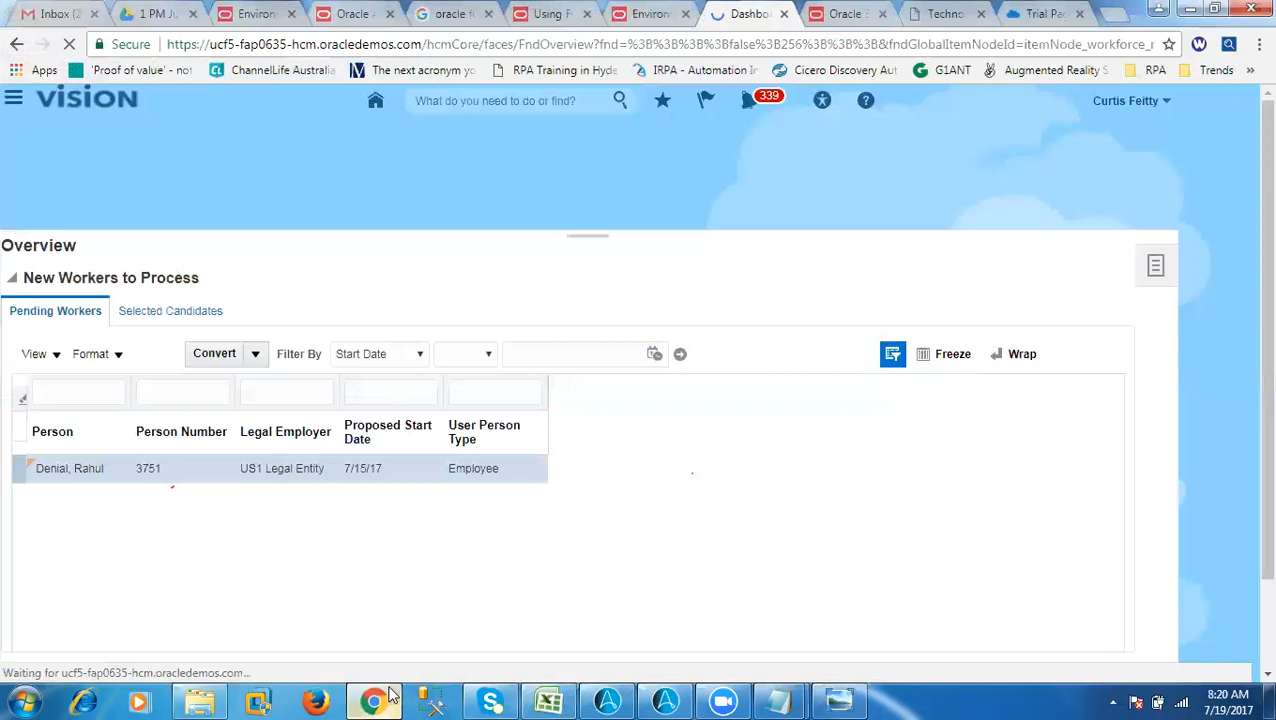 Inbox (2
1 PM Ju
Environ
Oracle A
oracle f
Using F
Environ
Dashbo
Oracle E
Techno
Trial Pa
Secure
https://ucf5-fap0635-hcm.oracledemos.com/hcmCore/faces/FndOverview?fnd=%3B%3B%3Bfalse%3B256%3B&fndGlobalItemNodeId=itemNode_workforce_r
Apps
'Proof of value' - not
ChannelLife Australia
The next acronym yo
RPA Training in Hyde
IRPA - Automation In
Cicero Discovery Aut
G1ANT
Augmented Reality S
RPA
Trends
»
VISION
What do you need to do or find?
339
Curtis Feitty
Overview
New Workers to Process
Pending Workers
Selected Candidates
View
Format
Convert
Filter By
Start Date
Freeze
Wrap
Person
Person Number
Legal Employer
Proposed Start Date
User Person Type
Denial, Rahul
3751
US1 Legal Entity
7/15/17
Employee
Waiting for ucf5-fap0635-hcm.oracledemos.com...
8:20 AM
7/19/2017